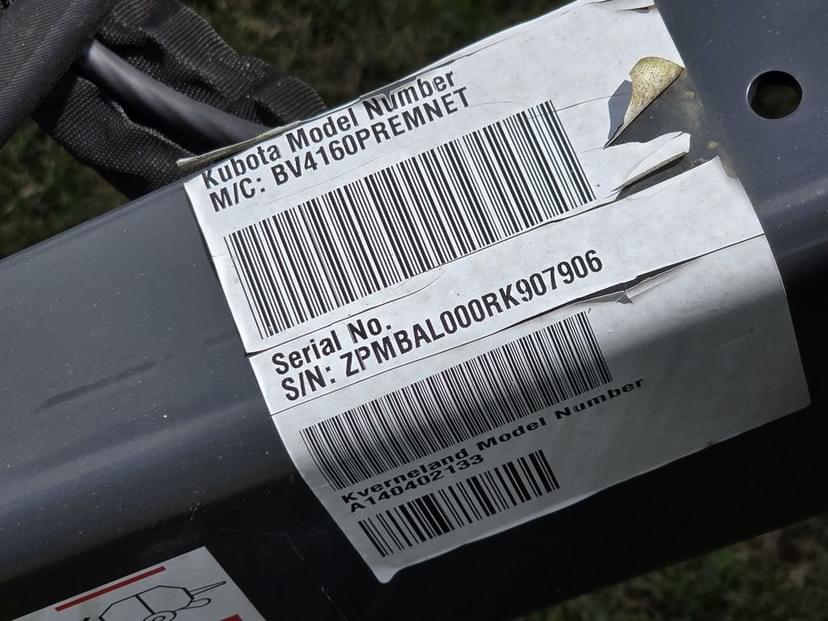 Kubota Model Number
M/C: BV4160PREMNET
Serial No.
S/N: ZPMBAL000RK907906
Kverneland Model Number
A140402133